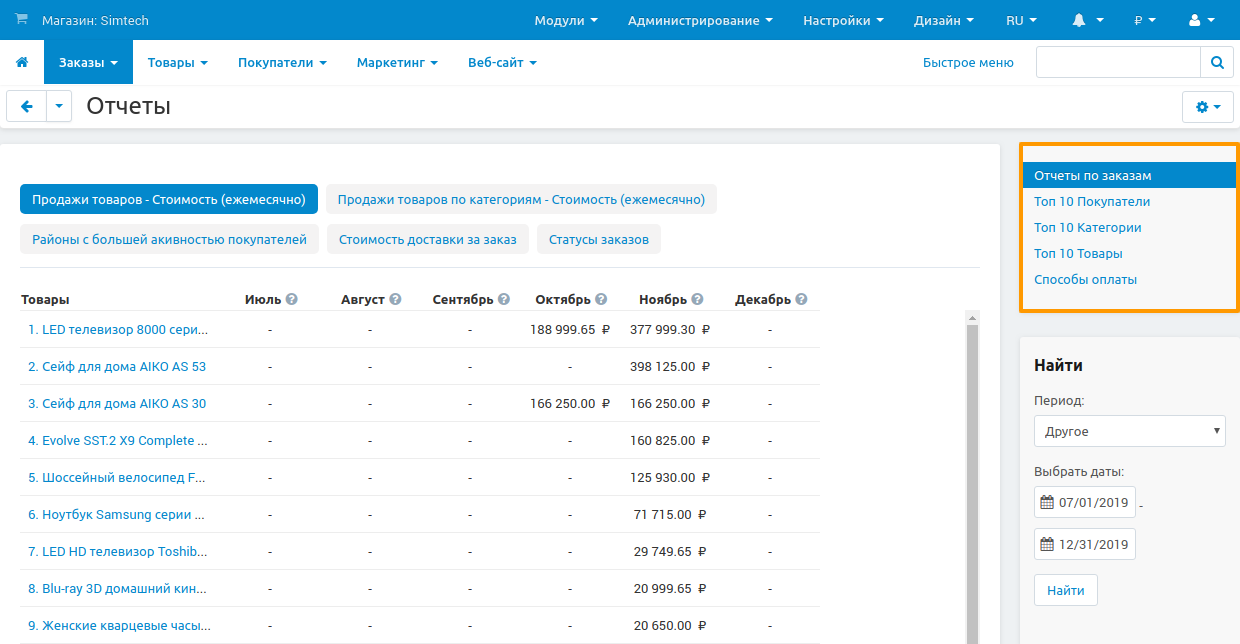 Магазин: Simtech Модули Администрирование Настройки Дизайн RU ₽
Заказы Товары Покупатели Маркетинг Веб-сайт Быстрое меню
Отчеты
Продажи товаров - Стоимость (ежемесячно) Продажи товаров по категориям - Стоимость (ежемесячно)
Районы с большей акивностью покупателей Стоимость доставки за заказ Статусы заказов
Товары Июль Август Сентябрь Октябрь Ноябрь Декабрь
1. LED телевизор 8000 сери... - - - 188 999.65 ₽ 377 999.30 ₽ -
2. Сейф для дома AIKO AS 53 - - - - 398 125.00 ₽ -
3. Сейф для дома AIKO AS 30 - - - 166 250.00 ₽ 166 250.00 ₽ -
4. Evolve SST.2 X9 Complete ... - - - - 160 825.00 ₽ -
5. Шоссейный велосипед F... - - - - 125 930.00 ₽ -
6. Ноутбук Samsung серии ... - - - - 71 715.00 ₽ -
7. LED HD телевизор Toshib... - - - - 29 749.65 ₽ -
8. Blu-ray 3D домашний кин... - - - - 20 999.65 ₽ -
9. Женские кварцевые часы... - - - - 20 650.00 ₽ -
Отчеты по заказам
Топ 10 Покупатели
Топ 10 Категории
Топ 10 Товары
Способы оплаты
Найти
Период:
Другое
Выбрать даты:
07/01/2019 -
12/31/2019
Найти